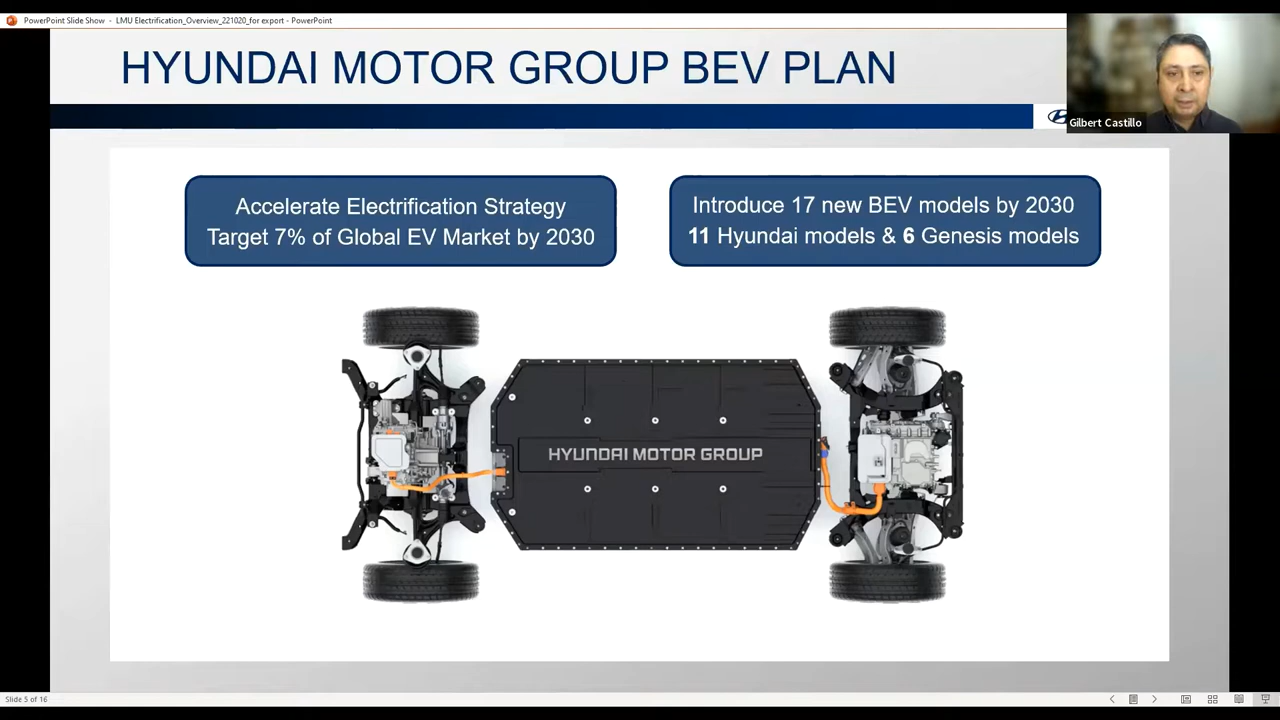 PowerPoint Slide Show - LMU Electrification_Overview_221020_for export - PowerPoint
HYUNDAI MOTOR GROUP BEV PLAN
Gilbert Castillo
Accelerate Electrification Strategy
Target 7% of Global EV Market by 2030
Introduce 17 new BEV models by 2030
11 Hyundai models & 6 Genesis models
HYUNDAI MOTOR GROUP
Slide 5 of 16